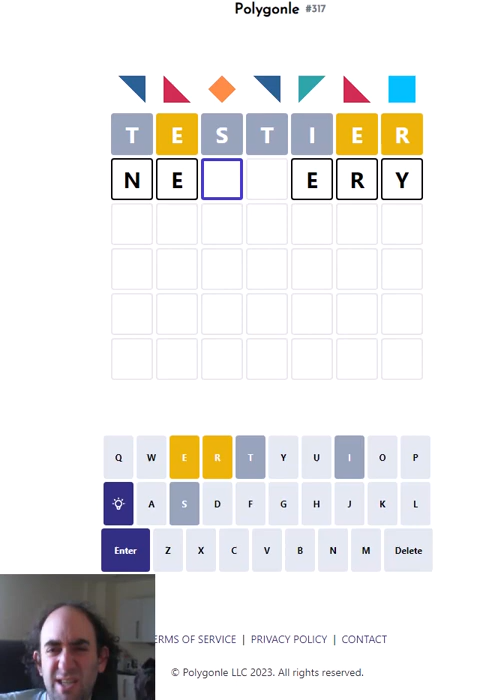 Polygonle #317
T E S T I E R
N E E R Y
Q W E R T Y U I O P
A S D F G H J K L
Enter Z X C V B N M Delete
ERMS OF SERVICE | PRIVACY POLICY | CONTACT
© Polygonle LLC 2023. All rights reserved.